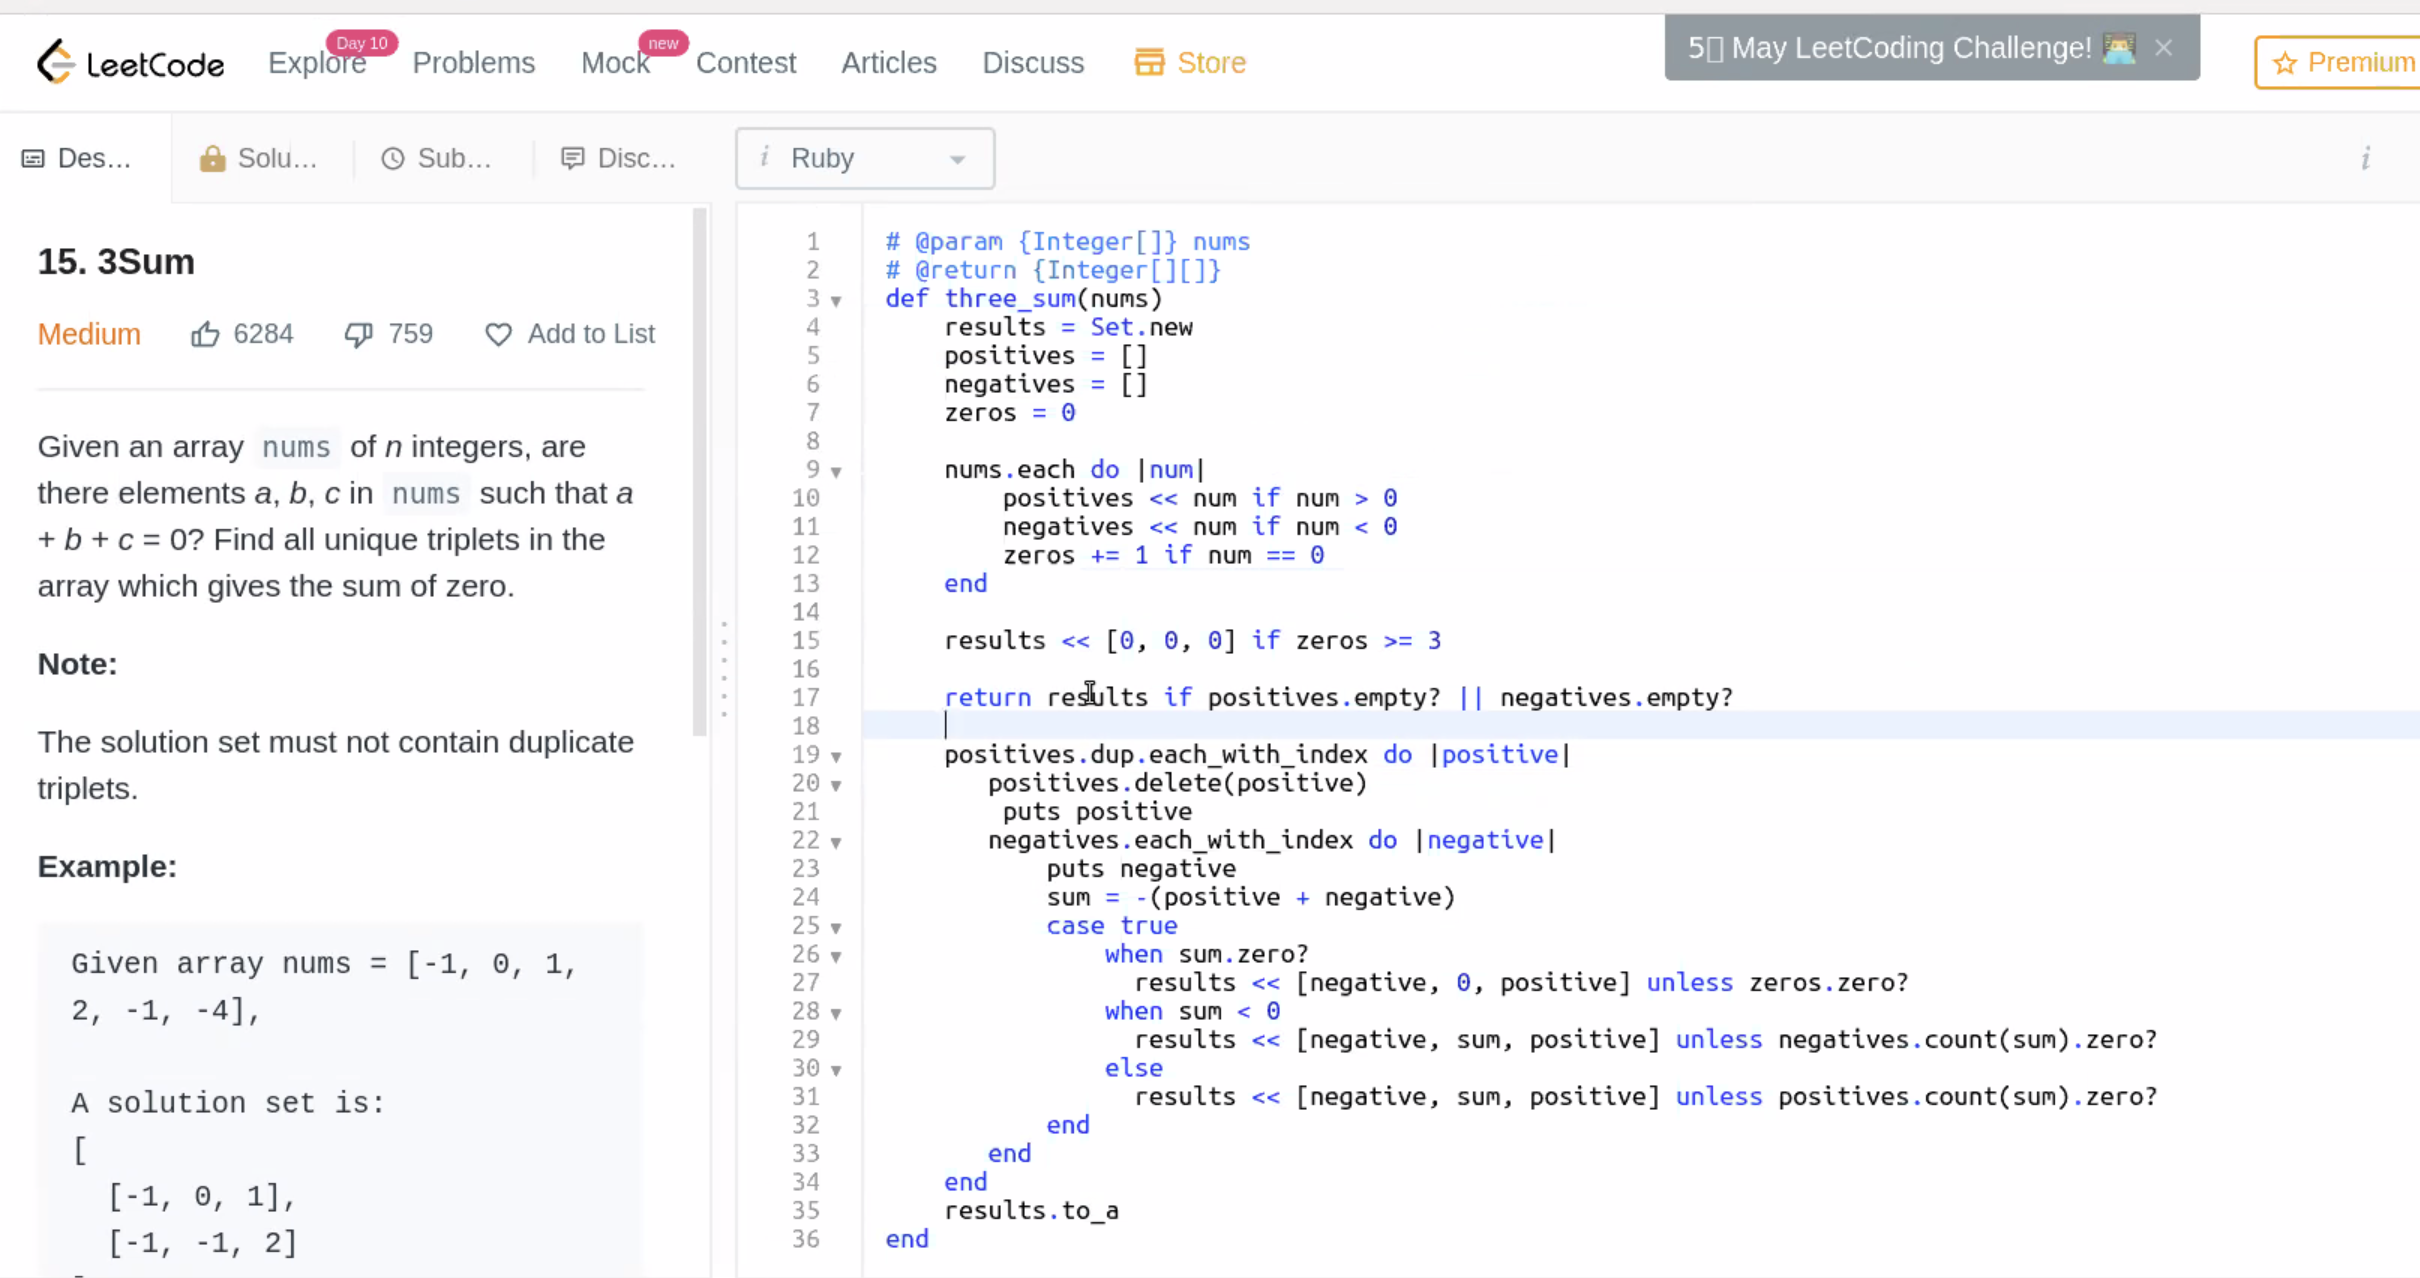 LeetCode
Explore Day 10 Problems Mock new Contest Articles Discuss Store
May LeetCoding Challenge!
Premium
Des... Solu... Sub... Disc...
i Ruby
i
15. 3Sum
Medium 6284 759 Add to List
Given an array nums of n integers, are
there elements a, b, c in nums such that a
+ b + c = 0? Find all unique triplets in the
array which gives the sum of zero.
Note:
The solution set must not contain duplicate
triplets.
Example:
Given array nums = [-1, 0, 1,
2, -1, -4],
A solution set is:
[
[-1, 0, 1],
[-1, -1, 2]
1 # @param {Integer[]} nums
2 # @return {Integer[][]}
3 def three_sum(nums)
4 results = Set.new
5 positives = []
6 negatives = []
7 zeros = 0
8
9 nums.each do |num|
10 positives << num if num > 0
11 negatives << num if num < 0
12 zeros += 1 if num == 0
13 end
14
15 results << [0, 0, 0] if zeros >= 3
16
17 return results if positives.empty? || negatives.empty?
18
19 positives.dup.each_with_index do |positive|
20 positives.delete(positive)
21 puts positive
22 negatives.each_with_index do |negative|
23 puts negative
24 sum = -(positive + negative)
25 case true
26 when sum.zero?
27 results << [negative, 0, positive] unless zeros.zero?
28 when sum < 0
29 results << [negative, sum, positive] unless negatives.count(sum).zero?
30 else
31 results << [negative, sum, positive] unless positives.count(sum).zero?
32 end
33 end
34 end
35 results.to_a
36 end